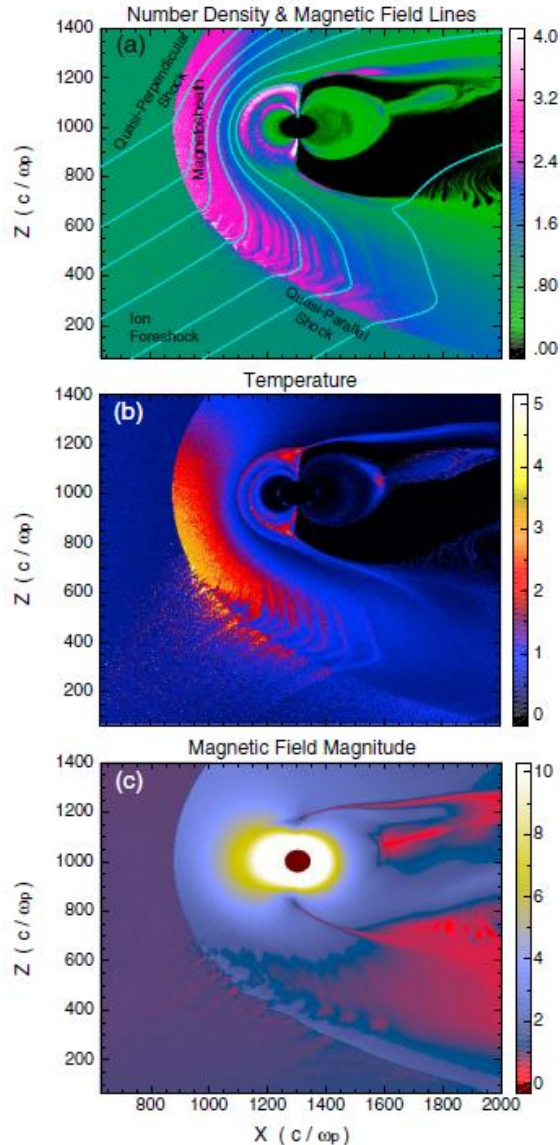 Number Density & Magnetic Field Lines
(a)
Quasi-Perpendicular
Shock
Magnetosheath
Ion
Foreshock
Quasi-Parallel
Shock
1400
1200
1000
800
600
400
200
Z ( c / ωp )
4.0
3.2
2.4
1.6
.80
.00
Temperature
(b)
1400
1200
1000
800
600
400
200
Z ( c / ωp )
5
4
3
2
1
0
Magnetic Field Magnitude
(c)
1400
1200
1000
800
600
400
200
Z ( c / ωp )
10
8
6
4
2
0
800 1000 1200 1400 1600 1800 2000
X ( c / ωp )